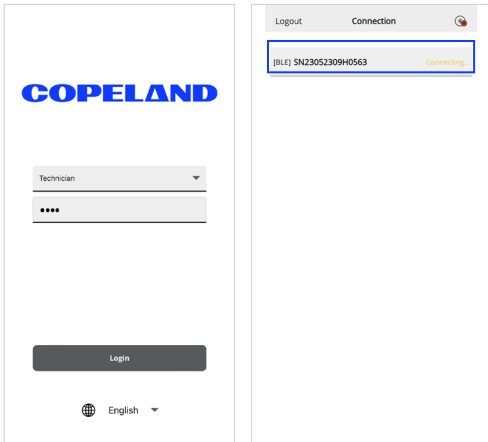 COPELAND
Technician
••••
Login
English
Logout Connection
[BLE] SN23052309H0563 Connecting...